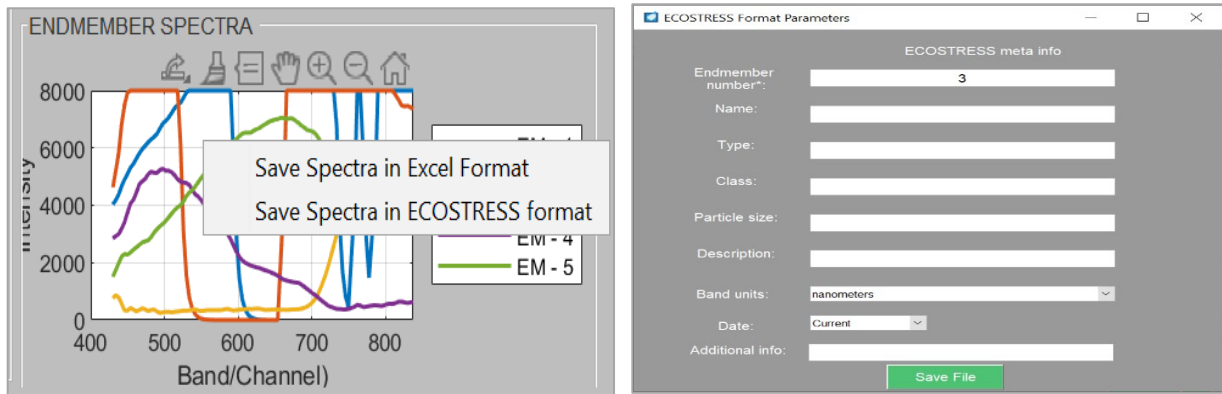 ENDMEMBER SPECTRA
8000
6000
4000
2000
0
400 500 600 700 800
Intensity
Band/Channel)
Save Spectra in Excel Format
Save Spectra in ECOSTRESS format
EM - 4
EM - 5
ECOSTRESS Format Parameters
ECOSTRESS meta info
Endmember
number*: 3
Name:
Type:
Class:
Particle size:
Description:
Band units: nanometers
Date: Current
Additional info:
Save File